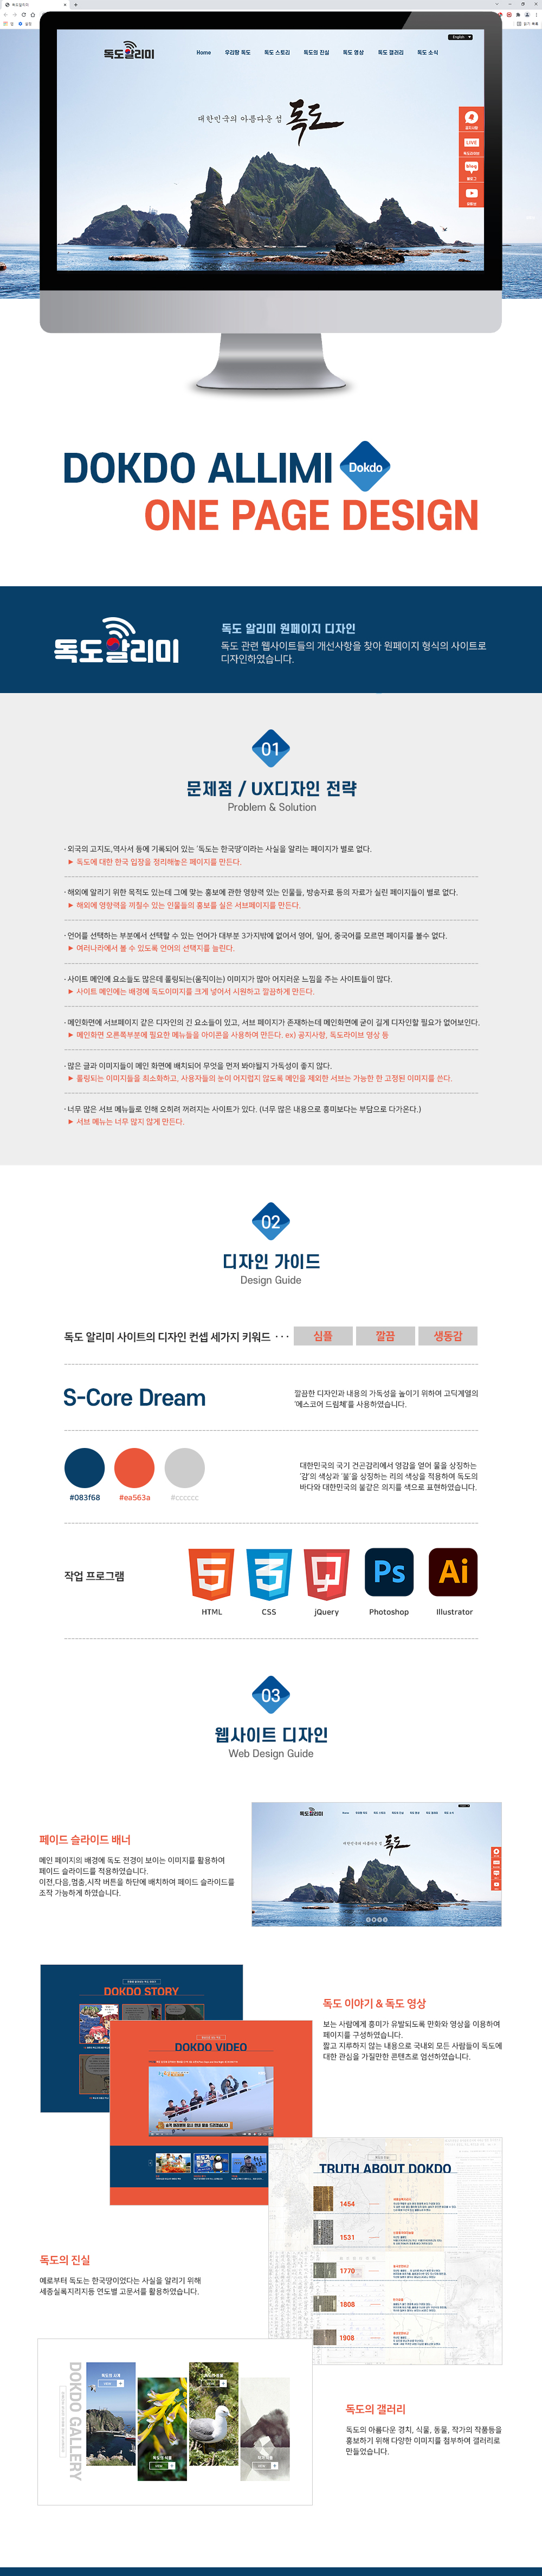 독도알리미
English
독도알리미
Home 우리땅 독도 독도 스토리 독도의 진실 독도 영상 독도 갤러리 독도 소식
대한민국의 아름다운 섬 독도
공지사항
LIVE
독도라이브
blog
블로그
유튜브
DOKDO ALLIMI
Dokdo
ONE PAGE DESIGN
독도알리미
독도 알리미 원페이지 디자인
독도 관련 웹사이트들의 개선사항을 찾아 원페이지 형식의 사이트로
디자인하였습니다.
01
문제점 / UX디자인 전략
Problem & Solution
- 외국의 고지도,역사서 등에 기록되어 있는 '독도는 한국땅'이라는 사실을 알리는 페이지가 별로 없다.
► 독도에 대한 한국 입장을 정리해놓은 페이지를 만든다.
- 해외에 알리기 위한 목적도 있는데 그에 맞는 홍보에 관한 영향력 있는 인물들, 방송자료 등의 자료가 실린 페이지들이 별로 없다.
► 해외에 영향력을 끼칠수 있는 인물들의 홍보를 실은 서브페이지를 만든다.
- 언어를 선택하는 부분에서 선택할 수 있는 언어가 대부분 3가지밖에 없어서 영어, 일어, 중국어를 모르면 페이지를 볼수 없다.
► 여러나라에서 볼 수 있도록 언어의 선택지를 늘린다.
- 사이트 메인에 요소들도 많은데 롤링되는(움직이는) 이미지가 많아 어지러운 느낌을 주는 사이트들이 많다.
► 사이트 메인에는 배경에 독도이미지를 크게 넣어서 시원하고 깔끔하게 만든다.
- 메인화면에 서브페이지 같은 디자인의 긴 요소들이 있고, 서브 페이지가 존재하는데 메인화면에 굳이 길게 디자인할 필요가 없어보인다.
► 메인화면 오른쪽부분에 필요한 메뉴들을 아이콘을 사용하여 만든다. ex) 공지사항, 독도라이브 영상 등
- 많은 글과 이미지들이 메인 화면에 배치되어 무엇을 먼저 봐야될지 가독성이 좋지 않다.
► 롤링되는 이미지들을 최소화하고, 사용자들의 눈이 어지럽지 않도록 메인을 제외한 서브는 가능한 한 고정된 이미지를 쓴다.
- 너무 많은 서브 메뉴들로 인해 오히려 꺼려지는 사이트가 있다. (너무 많은 내용으로 흥미보다는 부담으로 다가온다.)
► 서브 메뉴는 너무 많지 않게 만든다.
02
디자인 가이드
Design Guide
독도 알리미 사이트의 디자인 컨셉 세가지 키워드 ··· 심플 깔끔 생동감
S-Core Dream
깔끔한 디자인과 내용의 가독성을 높이기 위하여 고딕계열의
'에스코어 드림체'를 사용하였습니다.
#083f68 #ea563a #cccccc
대한민국의 국기 건곤감리에서 영감을 얻어 물을 상징하는
'감'의 색상과 '불'을 상징하는 리의 색상을 적용하여 독도의
바다와 대한민국의 불같은 의지를 색으로 표현하였습니다.
작업 프로그램
Ps Ai
HTML CSS jQuery Photoshop Illustrator
03
웹사이트 디자인
Web Design Guide
페이드 슬라이드 배너
메인 페이지의 배경에 독도 전경이 보이는 이미지를 활용하여
페이드 슬라이드를 적용하였습니다.
이전,다음,멈춤,시작 버튼을 하단에 배치하여 페이드 슬라이드를
조작 가능하게 하였습니다.
독도알리미
대한민국의 아름다운 섬 독도
DOKDO STORY
독도 이야기 & 독도 영상
보는 사람에게 흥미가 유발되도록 만화와 영상을 이용하여
페이지를 구성하였습니다.
짧고 지루하지 않는 내용으로 국내외 모든 사람들이 독도에
대한 관심을 가질만한 콘텐츠로 엄선하였습니다.
DOKDO VIDEO
TRUTH ABOUT DOKDO
1454
1531
1770
1808
1908
독도의 진실
예로부터 독도는 한국땅이었다는 사실을 알리기 위해
세종실록지리지등 연도별 고문서를 활용하였습니다.
DOKDO GALLERY
독도의 사계
독도의 식물
독도의 갤러리
독도의 아름다운 경치, 식물, 동물, 작가의 작품등을
홍보하기 위해 다양한 이미지를 첨부하여 갤러리로
만들었습니다.